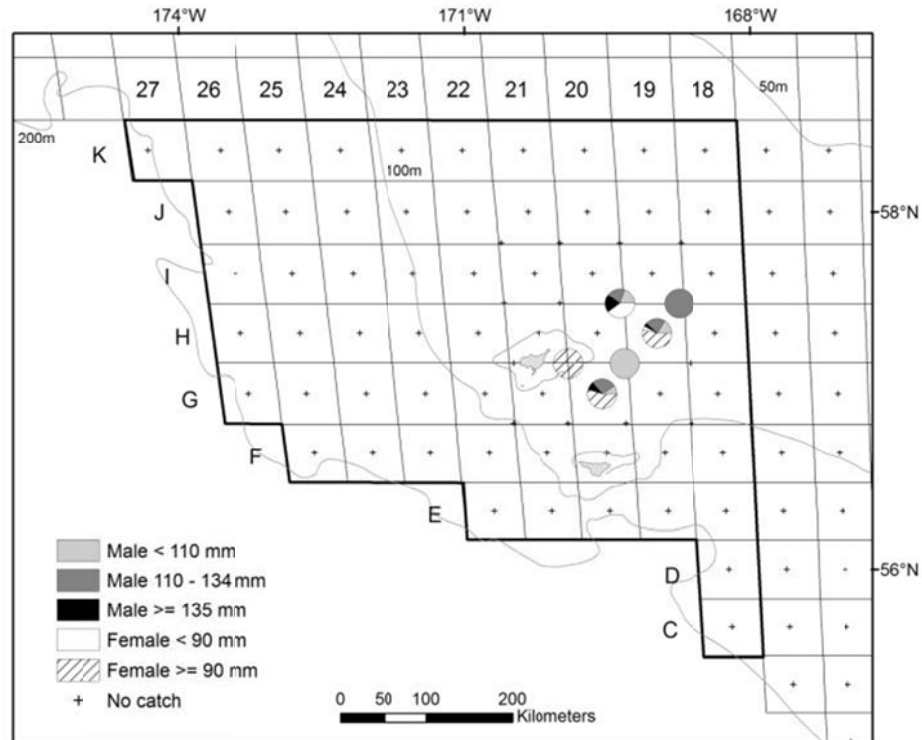 174°W 171°W 168°W
27 26 25 24 23 22 21 20 19 18
50m
200m
K
100m
J
58°N
I
H
G
F
E
D
56°N
C
Male < 110 mm
Male 110 - 134 mm
Male >= 135 mm
Female < 90 mm
Female >= 90 mm
+ No catch
0 50 100 200
Kilometers